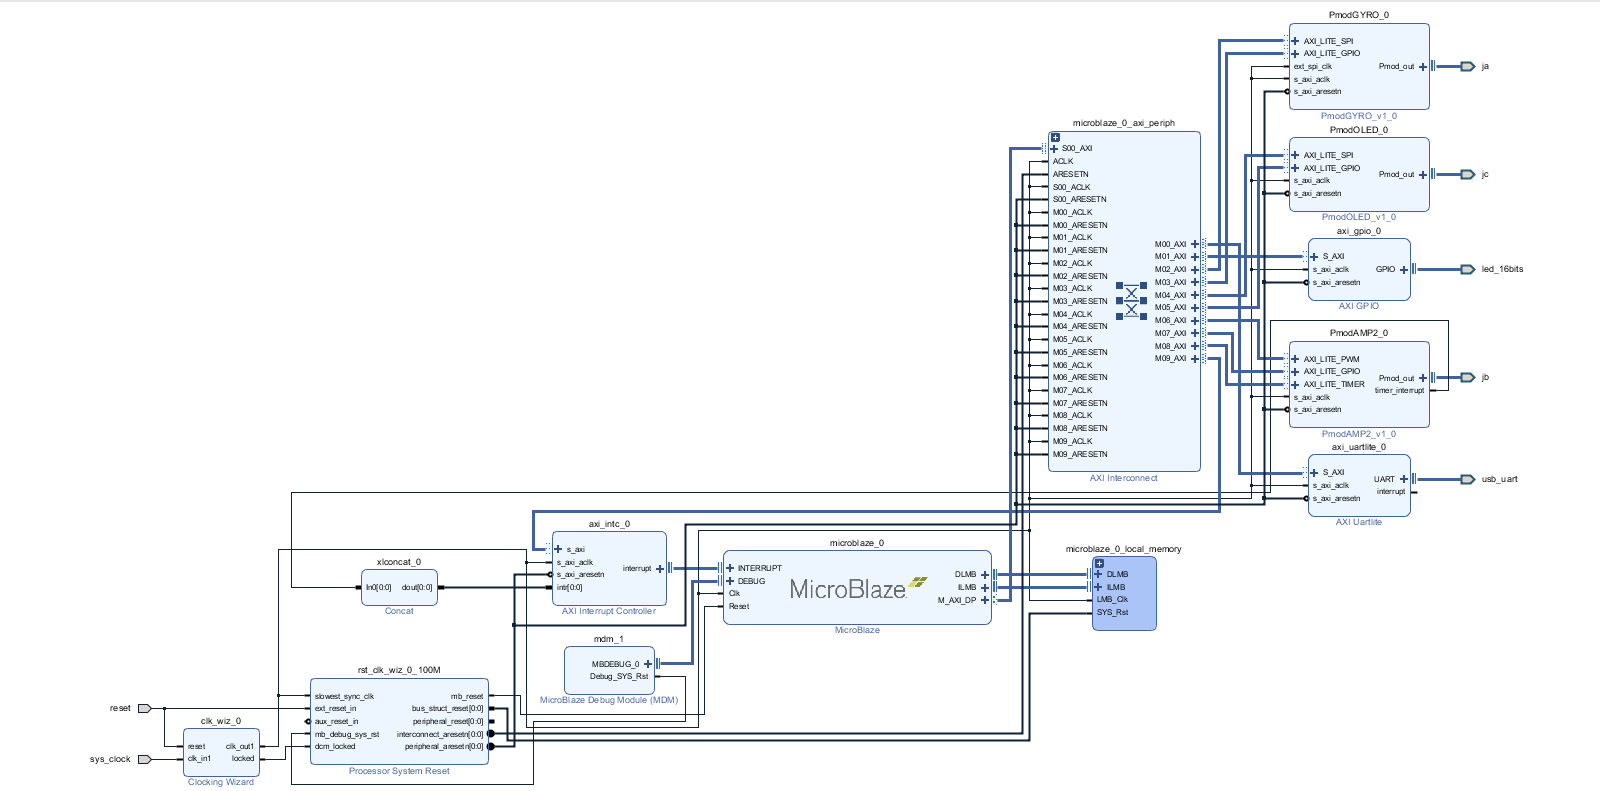 PmodGYRO_0
AXI_LITE_SPI
AXI_LITE_GPIO
ext_spi_clk
s_axi_aclk
s_axi_aresetn
Pmod_out
ja
PmodGYRO_v1_0
PmodOLED_0
AXI_LITE_SPI
AXI_LITE_GPIO
s_axi_aclk
s_axi_aresetn
Pmod_out
jc
PmodOLED_v1_0
axi_gpio_0
S_AXI
s_axi_aclk
s_axi_aresetn
GPIO
led_16bits
AXI GPIO
PmodAMP2_0
AXI_LITE_PWM
AXI_LITE_GPIO
AXI_LITE_TIMER
s_axi_aclk
s_axi_aresetn
Pmod_out
timer_interrupt
jb
PmodAMP2_v1_0
axi_uartlite_0
S_AXI
s_axi_aclk
s_axi_aresetn
UART
interrupt
usb_uart
AXI Uartlite
microblaze_0_axi_periph
S00_AXI
ACLK
ARESETN
S00_ACLK
S00_ARESETN
M00_ACLK
M00_ARESETN
M01_ACLK
M01_ARESETN
M02_ACLK
M02_ARESETN
M03_ACLK
M03_ARESETN
M04_ACLK
M04_ARESETN
M05_ACLK
M05_ARESETN
M06_ACLK
M06_ARESETN
M07_ACLK
M07_ARESETN
M08_ACLK
M08_ARESETN
M09_ACLK
M09_ARESETN
M00_AXI
M01_AXI
M02_AXI
M03_AXI
M04_AXI
M05_AXI
M06_AXI
M07_AXI
M08_AXI
M09_AXI
AXI Interconnect
axi_intc_0
s_axi
s_axi_aclk
s_axi_aresetn
intr[0:0]
interrupt
AXI Interrupt Controller
xlconcat_0
In0[0:0]
dout[0:0]
Concat
microblaze_0
INTERRUPT
DEBUG
Clk
Reset
MicroBlaze
DLMB
ILMB
M_AXI_DP
MicroBlaze
microblaze_0_local_memory
DLMB
ILMB
LMB_Clk
SYS_Rst
mdm_1
MBDEBUG_0
Debug_SYS_Rst
MicroBlaze Debug Module (MDM)
rst_clk_wiz_0_100M
slowest_sync_clk
ext_reset_in
aux_reset_in
mb_debug_sys_rst
dcm_locked
mb_reset
bus_struct_reset[0:0]
peripheral_reset[0:0]
interconnect_aresetn[0:0]
peripheral_aresetn[0:0]
Processor System Reset
reset
sys_clock
clk_wiz_0
reset
clk_in1
clk_out1
locked
Clocking Wizard